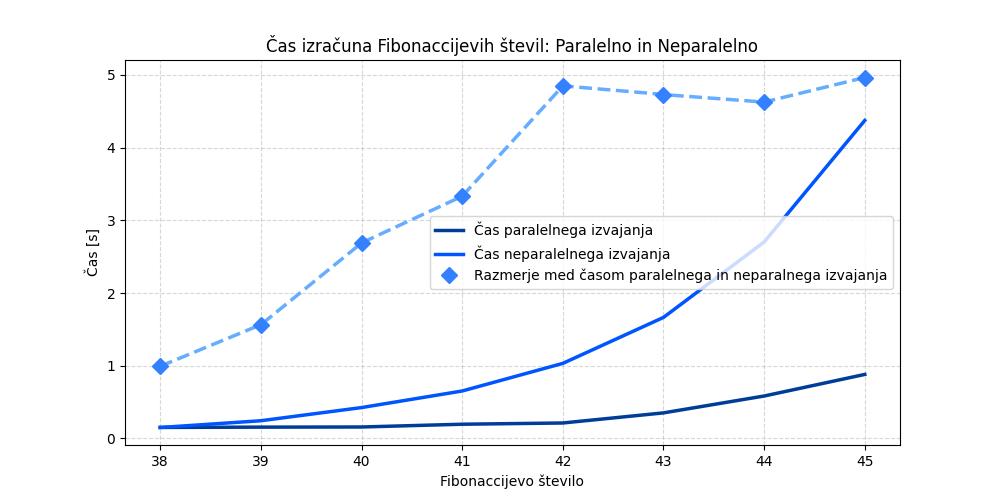 Čas izračuna Fibonaccijevih števil: Paralelno in Neparalelno
5
4
3
2
1
0
Čas [s]
Čas paralelnega izvajanja
Čas neparalelnega izvajanja
Razmerje med časom paralelnega in neparalnega izvajanja
38 39 40 41 42 43 44 45
Fibonaccijevo število